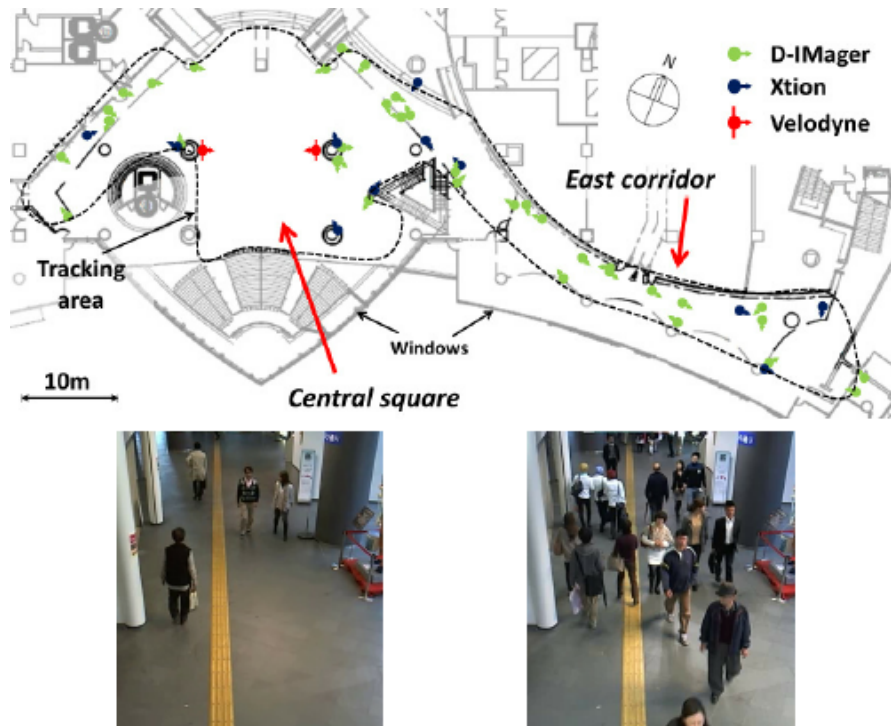 N
D-IMager
Xtion
Velodyne
East corridor
Tracking
area
Windows
10m
Central square